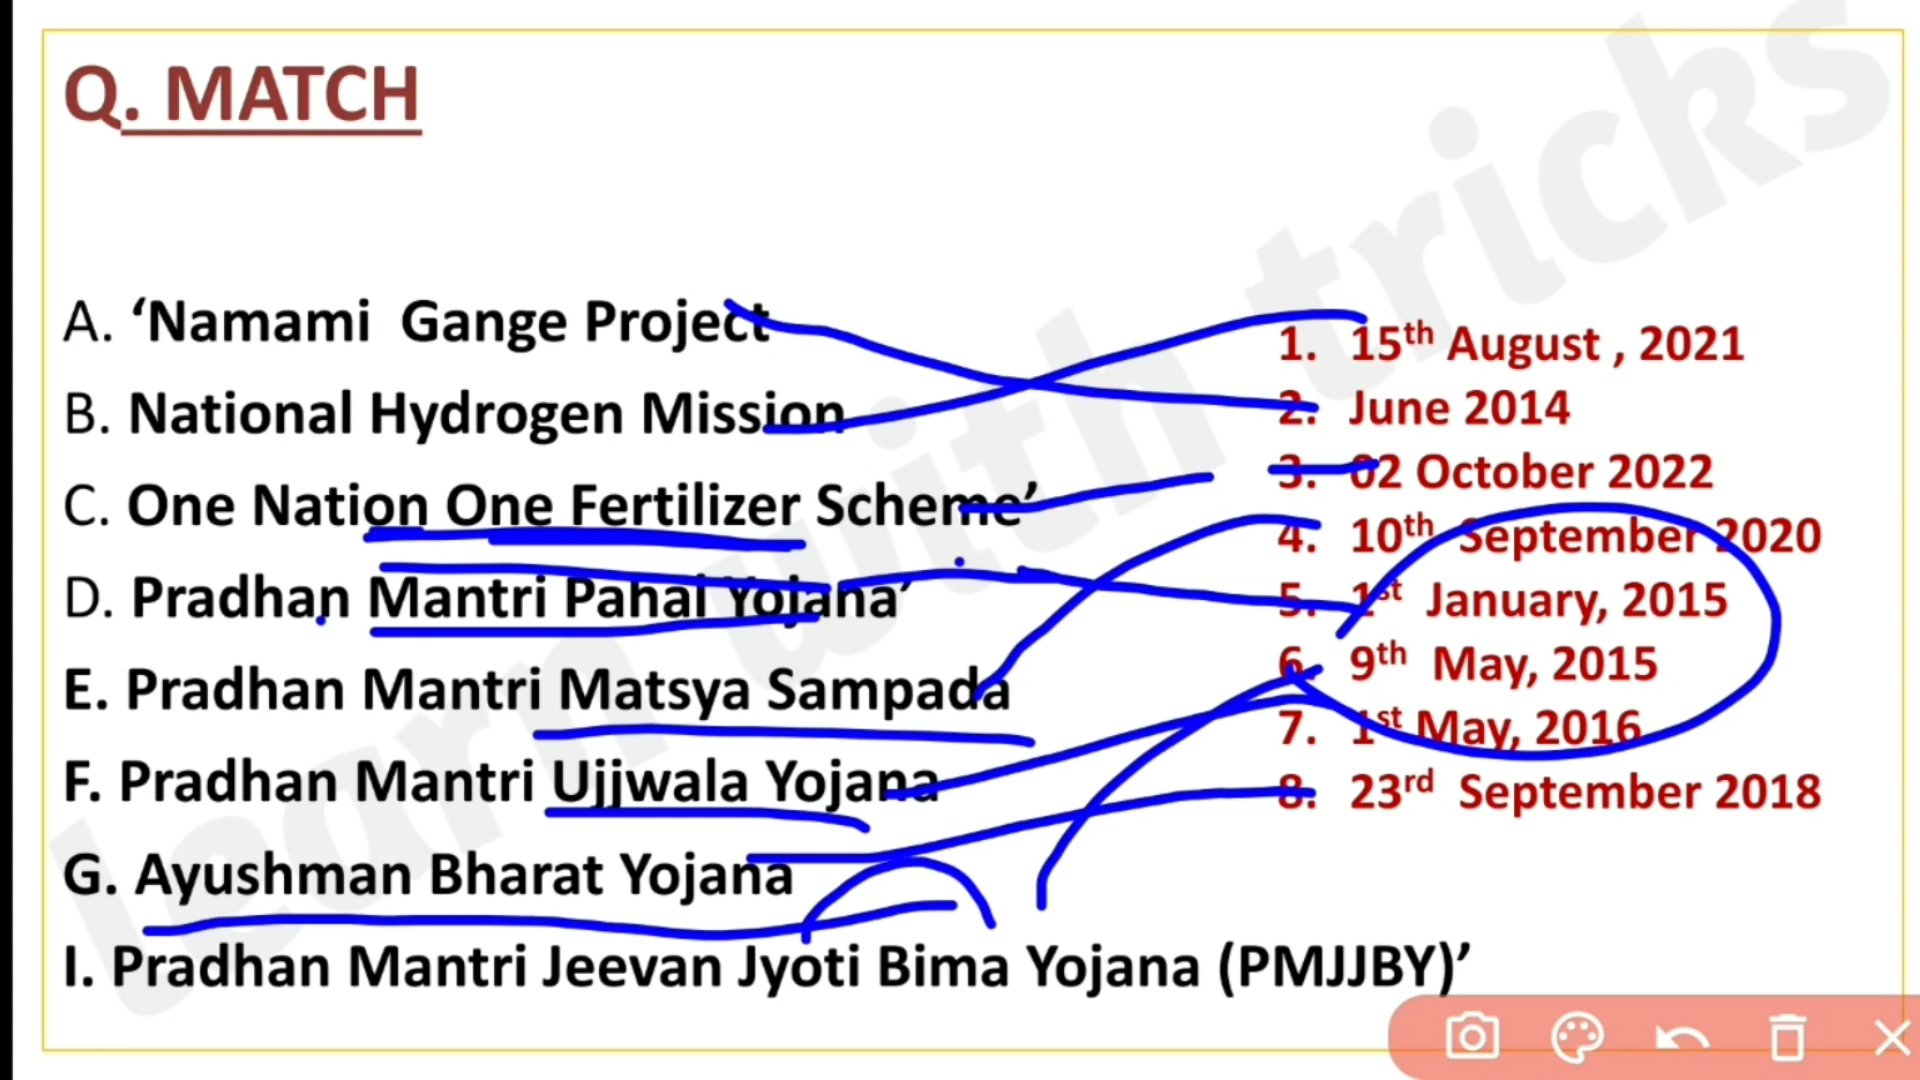 Q. MATCH
A. ‘Namami Gange Project
B. National Hydrogen Mission
C. One Nation One Fertilizer Scheme’
D. Pradhan Mantri Pahal Yojana’
E. Pradhan Mantri Matsya Sampada
F. Pradhan Mantri Ujjwala Yojana
G. Ayushman Bharat Yojana
I. Pradhan Mantri Jeevan Jyoti Bima Yojana (PMJJBY)’
1. 15th August , 2021
2. June 2014
3. 02 October 2022
4. 10th September 2020
5. 1st January, 2015
6. 9th May, 2015
7. 1st May, 2016
8. 23rd September 2018
learn with tricks